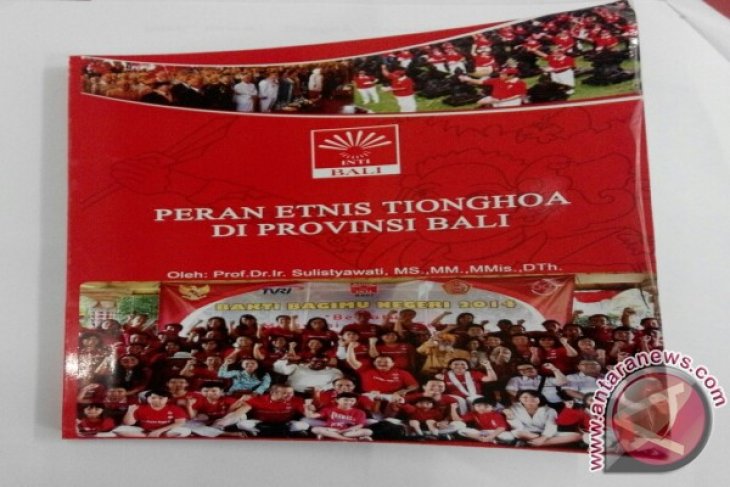 INTI
BALI
PERAN ETNIS TIONGHOA
DI PROVINSI BALI
Oleh: Prof.Dr.Ir. Sulistyawati, MS.,MM.,MMis.,DTh.
TVRI
BAKTI BAGIMU NEGERI 2014
www.antaranews.com